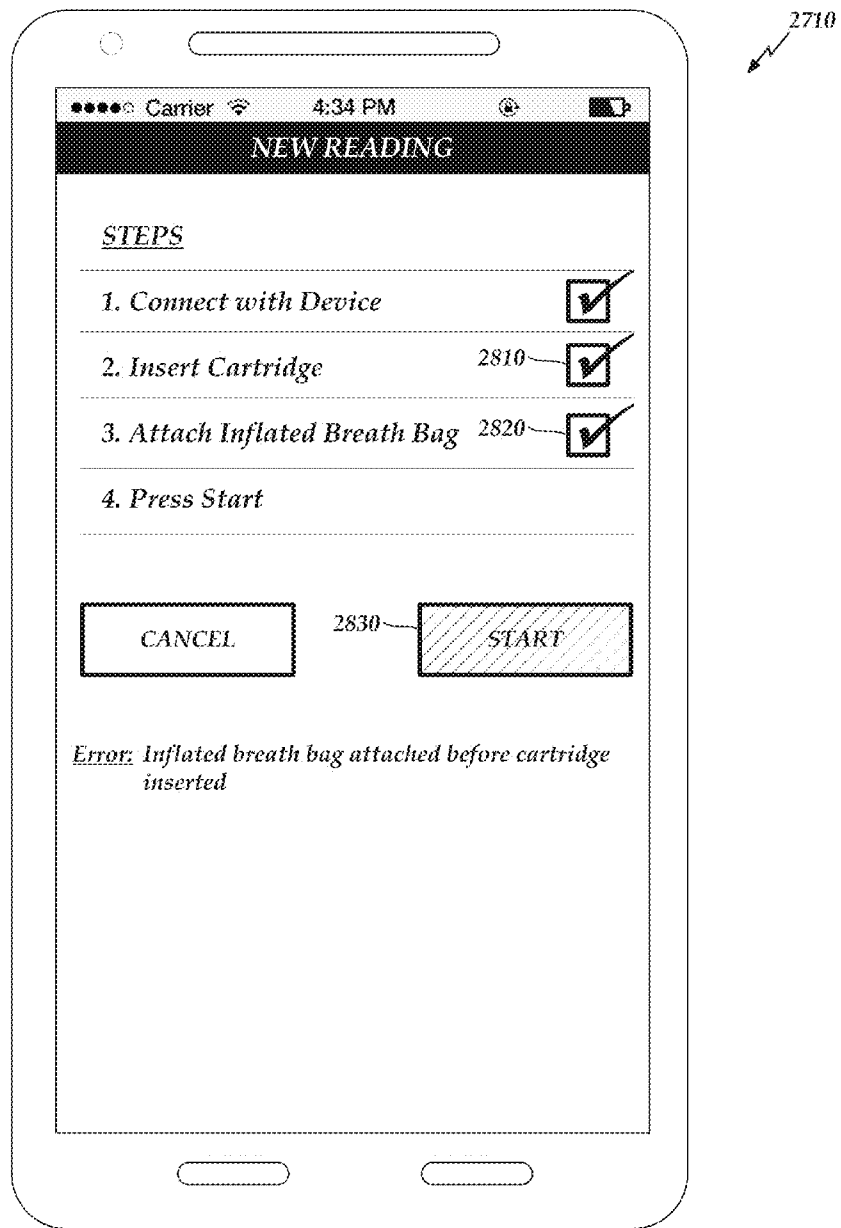 2710
Carrier 4:34 PM
NEW READING
STEPS
1. Connect with Device
2. Insert Cartridge 2810
3. Attach Inflated Breath Bag 2820
4. Press Start
CANCEL 2830 START
Error: Inflated breath bag attached before cartridge
inserted